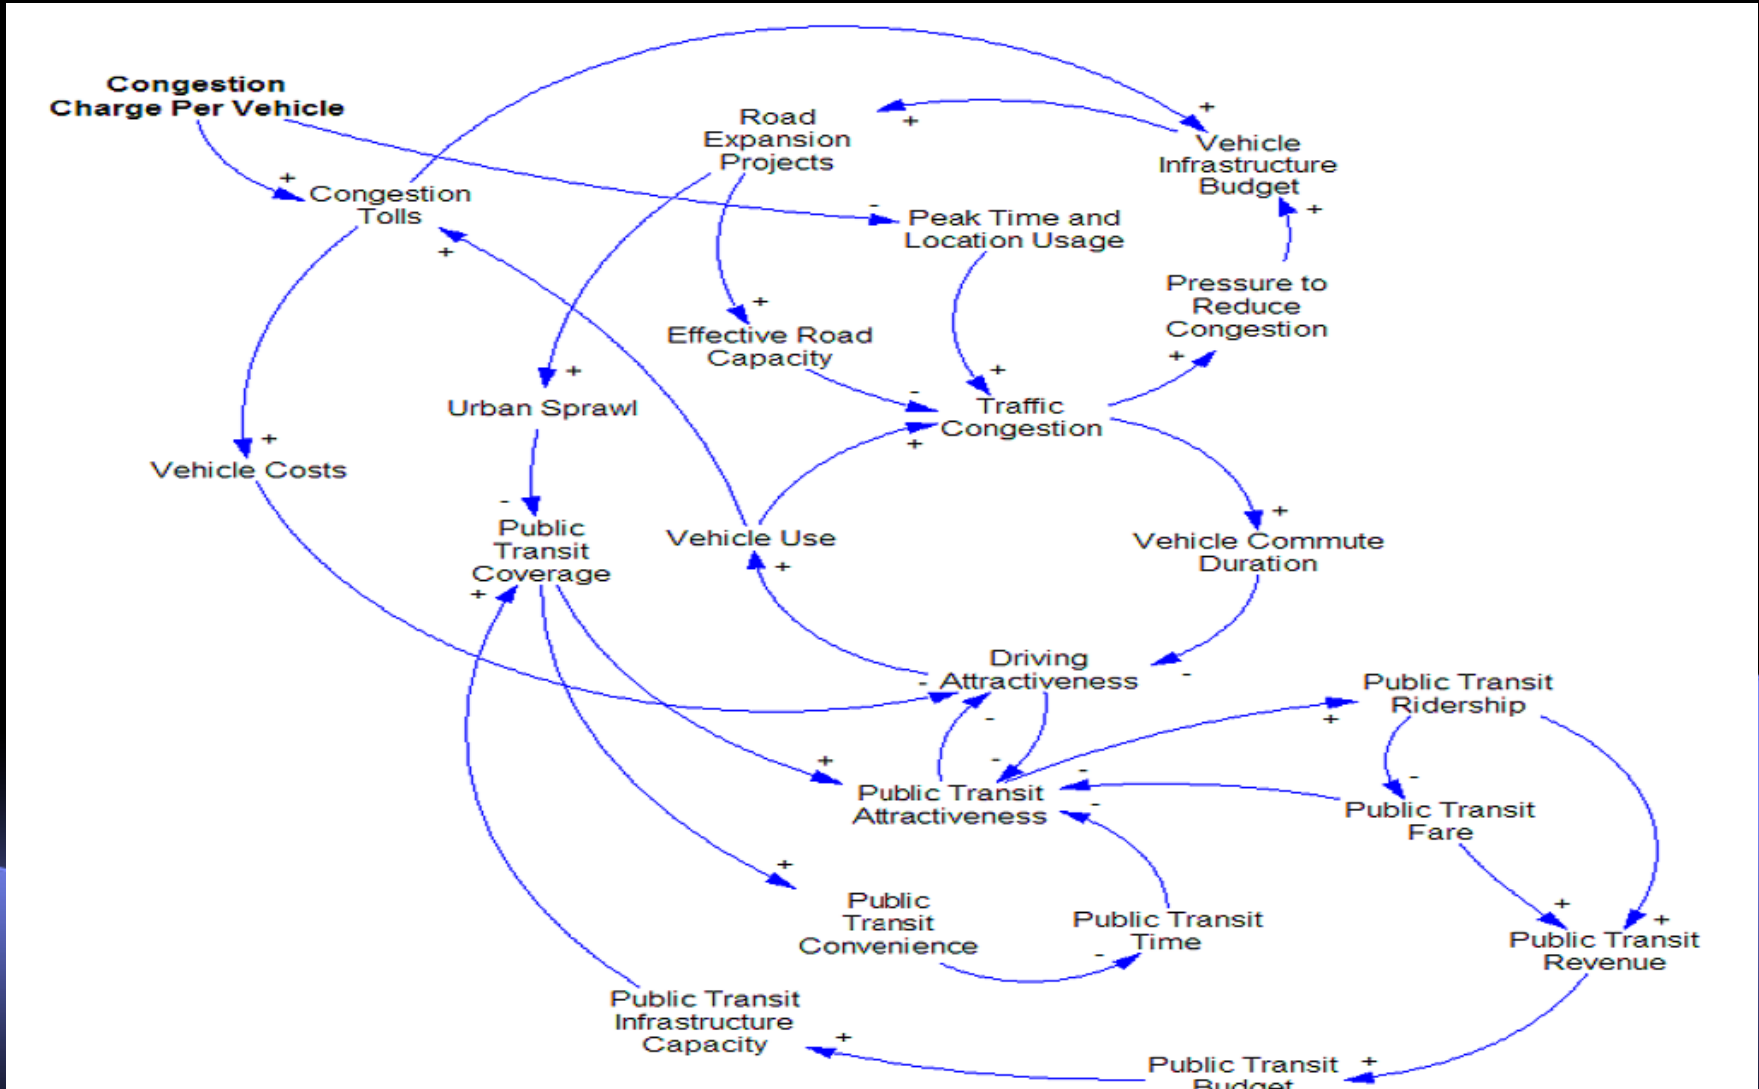 Congestion
Charge Per Vehicle
Road
Expansion
Projects
+
+
Vehicle
Infrastructure
Budget
+
+
Congestion
Tolls
+
-
Peak Time and
Location Usage
Pressure to
Reduce
Congestion
+
+
Effective Road
Capacity
+
Urban Sprawl
-
+
Traffic
Congestion
+
+
Vehicle Costs
-
Public
Transit
Coverage
+
Vehicle Use
+
+
Vehicle Commute
Duration
-
Driving
Attractiveness
-
-
-
Public Transit
Ridership
+
+
Public Transit
Attractiveness
-
-
-
Public Transit
Fare
+
Public
Transit
Convenience
-
Public Transit
Time
+
+
Public Transit
Revenue
Public Transit
Infrastructure
Capacity
+
Public Transit
Budget
+